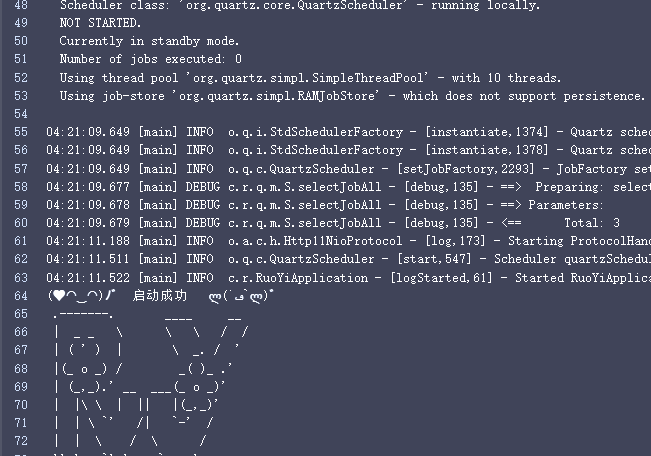 48 Scheduler class: 'org.quartz.core.QuartzScheduler' - running locally.
49 NOT STARTED.
50 Currently in standby mode.
51 Number of jobs executed: 0
52 Using thread pool 'org.quartz.simpl.SimpleThreadPool' - with 10 threads.
53 Using job-store 'org.quartz.simpl.RAMJobStore' - which does not support persistence.
54
55 04:21:09.649 [main] INFO  o.q.i.StdSchedulerFactory - [instantiate,1374] - Quartz sched
56 04:21:09.649 [main] INFO  o.q.i.StdSchedulerFactory - [instantiate,1378] - Quartz sched
57 04:21:09.649 [main] INFO  o.q.c.QuartzScheduler - [setJobFactory,2293] - JobFactory set
58 04:21:09.677 [main] DEBUG c.r.q.m.S.selectJobAll - [debug,135] - ==>  Preparing: select
59 04:21:09.678 [main] DEBUG c.r.q.m.S.selectJobAll - [debug,135] - ==> Parameters:
60 04:21:09.679 [main] DEBUG c.r.q.m.S.selectJobAll - [debug,135] - <==      Total: 3
61 04:21:11.188 [main] INFO  o.a.c.h.Http11NioProtocol - [log,173] - Starting ProtocolHand
62 04:21:11.511 [main] INFO  o.q.c.QuartzScheduler - [start,547] - Scheduler quartzSchedul
63 04:21:11.522 [main] INFO  c.r.RuoYiApplication - [logStarted,61] - Started RuoYiApplica
64 (♥◠‿◠)ﾉﾞ  启动成功   ლ(´ڡ`ლ)ﾞ
65  .-------.       ____     __
66  |  _ _   \      \   \   /  /
67  | ( ' )  |       \  _. /  '
68  |(_ o _) /        _( )_ .'
69  | (_,_).' __  ___(_ o _)'
70  |  |\ \  |  ||   |(_,_)'
71  |  | \ `'   /|   `-'  /
72  |  |  \    /  \      /